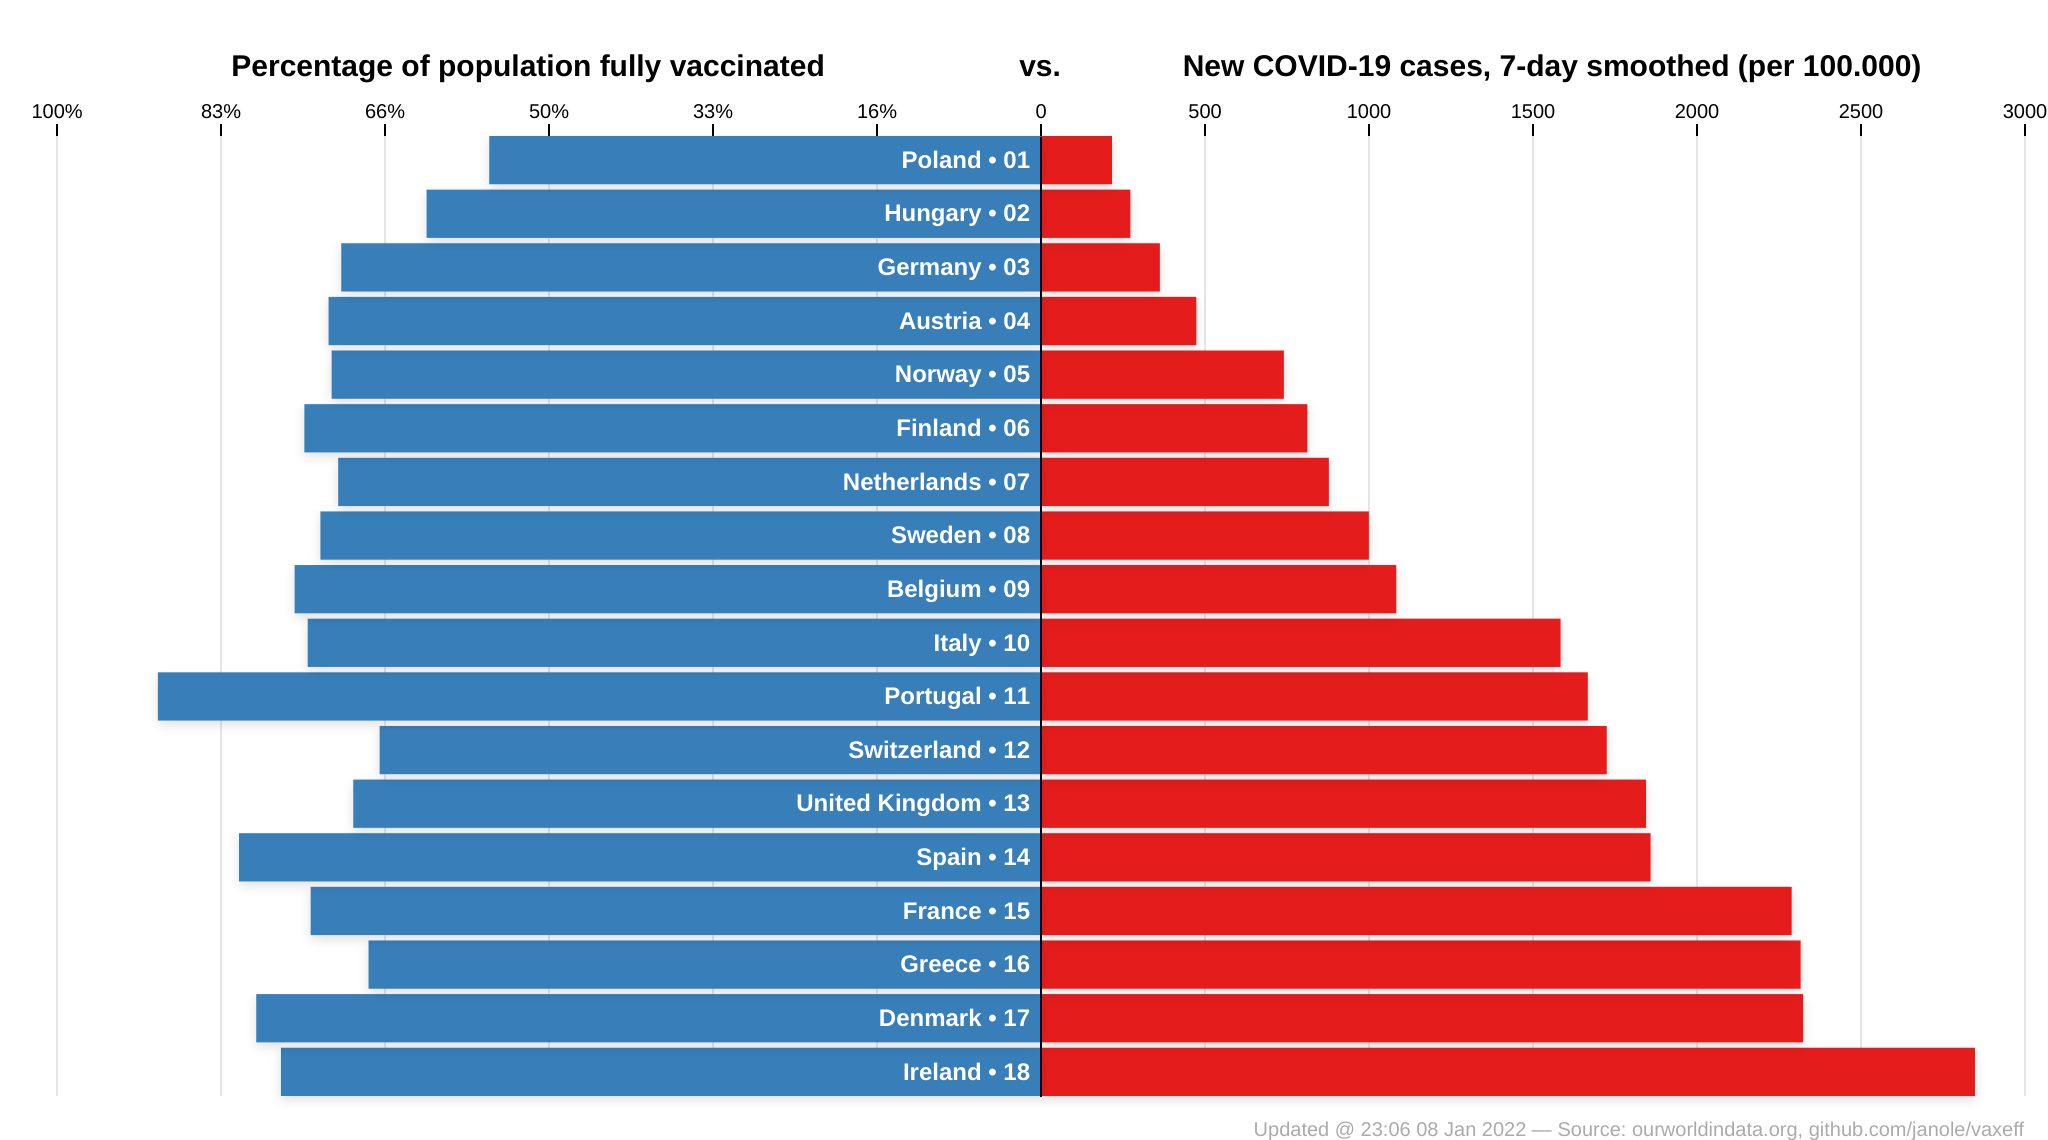 Percentage of population fully vaccinated vs. New COVID-19 cases, 7-day smoothed (per 100.000)
100% 83% 66% 50% 33% 16% 0 500 1000 1500 2000 2500 3000
Poland • 01
Hungary • 02
Germany • 03
Austria • 04
Norway • 05
Finland • 06
Netherlands • 07
Sweden • 08
Belgium • 09
Italy • 10
Portugal • 11
Switzerland • 12
United Kingdom • 13
Spain • 14
France • 15
Greece • 16
Denmark • 17
Ireland • 18
Updated @ 23:06 08 Jan 2022 — Source: ourworldindata.org, github.com/janole/vaxeff